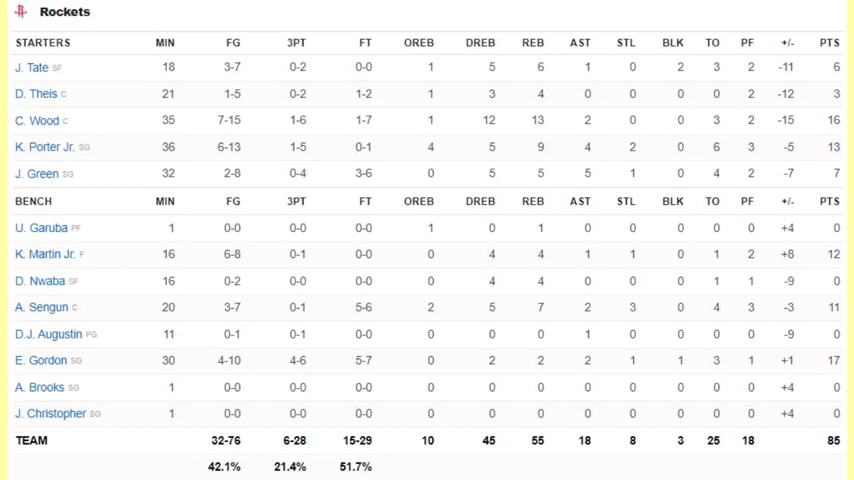 Rockets
STARTERS MIN FG 3PT FT OREB DREB REB AST STL BLK TO PF +/- PTS
J. Tate SF 18 3-7 0-2 0-0 1 5 6 1 0 2 3 2 -11 6
D. Theis C 21 1-5 0-2 1-2 1 3 4 0 0 0 0 2 -12 3
C. Wood C 35 7-15 1-6 1-7 1 12 13 2 0 0 3 2 -15 16
K. Porter Jr. SG 36 6-13 1-5 0-1 4 5 9 4 2 0 6 3 -5 13
J. Green SG 32 2-8 0-4 3-6 0 5 5 5 1 0 4 2 -7 7
BENCH MIN FG 3PT FT OREB DREB REB AST STL BLK TO PF +/- PTS
U. Garuba PF 1 0-0 0-0 0-0 1 0 1 0 0 0 0 0 +4 0
K. Martin Jr. F 16 6-8 0-1 0-0 0 4 4 1 1 0 1 2 +8 12
D. Nwaba SF 16 0-2 0-0 0-0 0 4 4 0 0 0 1 1 -9 0
A. Sengun C 20 3-7 0-1 5-6 2 5 7 2 3 0 4 3 -3 11
D.J. Augustin PG 11 0-1 0-1 0-0 0 0 0 1 0 0 0 0 -9 0
E. Gordon SG 30 4-10 4-6 5-7 0 2 2 2 1 1 3 1 +1 17
A. Brooks SG 1 0-0 0-0 0-0 0 0 0 0 0 0 0 0 +4 0
J. Christopher SG 1 0-0 0-0 0-0 0 0 0 0 0 0 0 0 +4 0
TEAM 32-76 6-28 15-29 10 45 55 18 8 3 25 18 85
42.1% 21.4% 51.7%